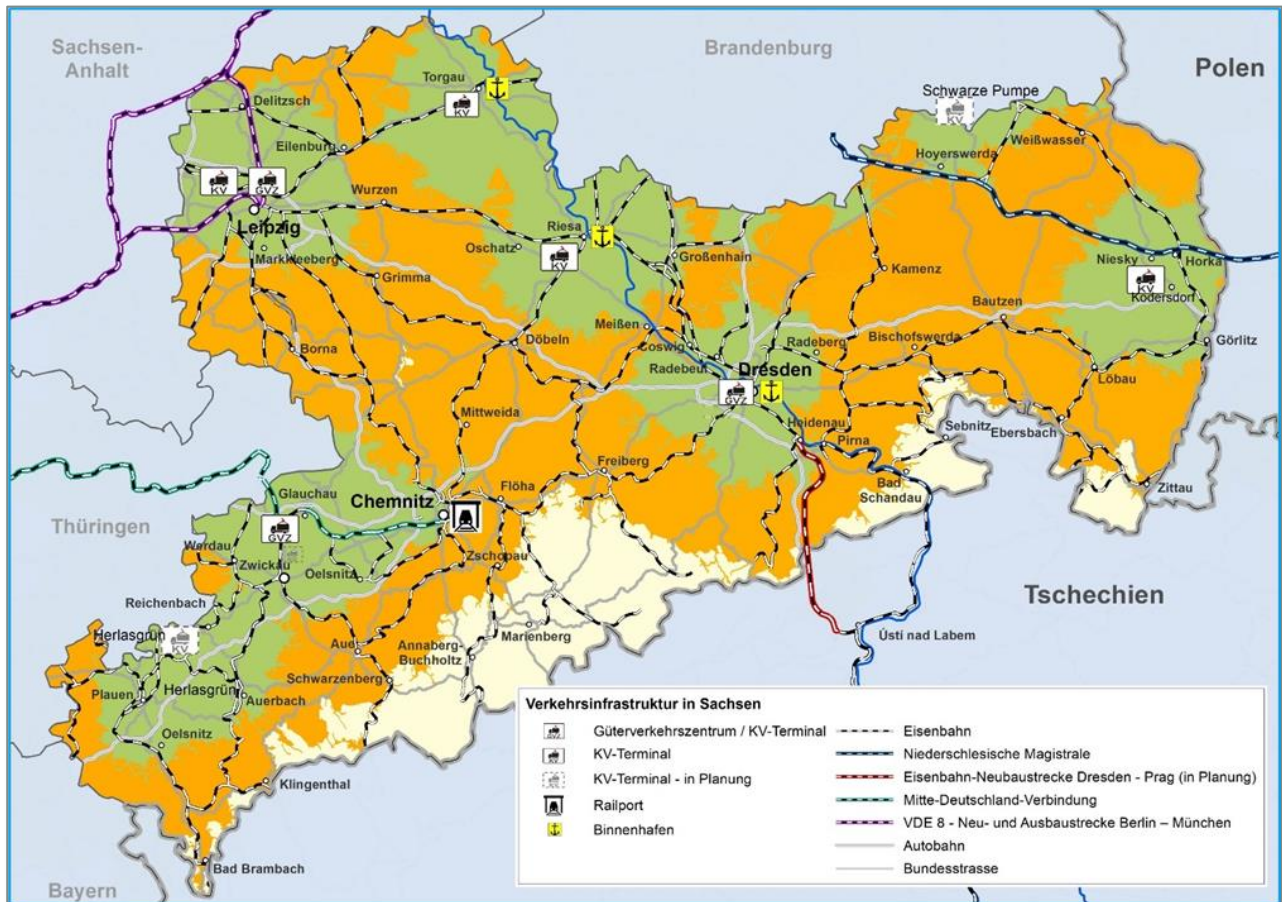 Sachsen-
Anhalt
Brandenburg
Polen
Torgau
KV
Delitzsch
Schwarze Pumpe
KV
Weißwasser
Eilenburg
Hoyerswerda
KV
GVZ
Wurzen
Leipzig
Riesa
Oschatz
KV
Markkleeberg
Großenhain
Niesky
Horka
Grimma
Kamenz
KV
Kodersdorf
Bautzen
Meißen
Döbeln
Bischofswerda
Görlitz
Borna
Coswig
Radeberg
Radebeul
Dresden
Löbau
GVZ
Mittweida
Heidenau
Pirna
Sebnitz
Ebersbach
Freiberg
Bad
Schandau
Zittau
Glauchau
Chemnitz
Flöha
Thüringen
GVZ
Werdau
Zwickau
Oelsnitz
Zschopau
Tschechien
Reichenbach
Herlasgrün
KV
Marienberg
Ústí nad Labem
Aue
Annaberg-
Buchholtz
Schwarzenberg
Plauen
Herlasgrün
Auerbach
Oelsnitz
Klingenthal
Bad Brambach
Bayern
Verkehrsinfrastruktur in Sachsen
GVZ
Güterverkehrszentrum / KV-Terminal
KV
KV-Terminal
KV-Terminal - in Planung
Railport
Binnenhafen
Eisenbahn
Niederschlesische Magistrale
Eisenbahn-Neubaustrecke Dresden - Prag (in Planung)
Mitte-Deutschland-Verbindung
VDE 8 - Neu- und Ausbaustrecke Berlin – München
Autobahn
Bundesstrasse